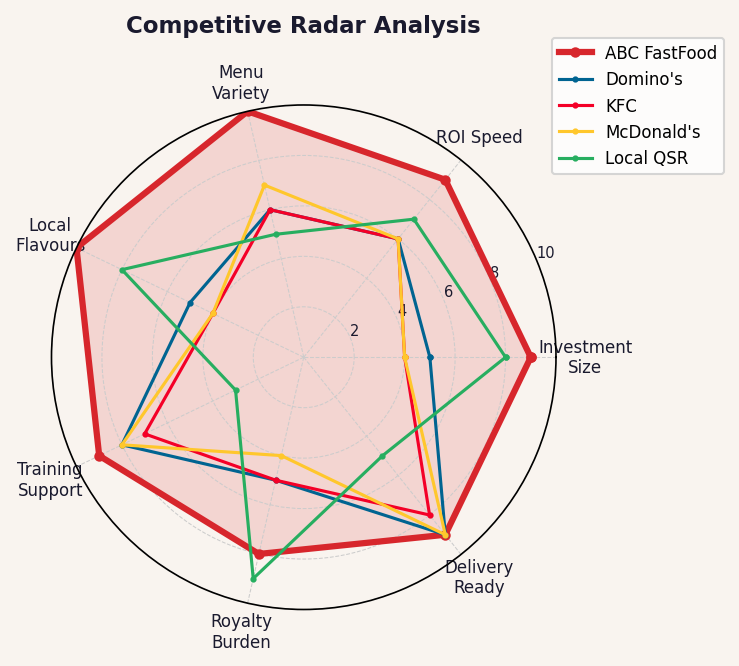 Competitive Radar Analysis
ABC FastFood
Domino's
KFC
McDonald's
Local QSR
Menu
Variety
ROI Speed
Local
Flavours
10
8
6
4
2
Investment
Size
Training
Support
Delivery
Ready
Royalty
Burden